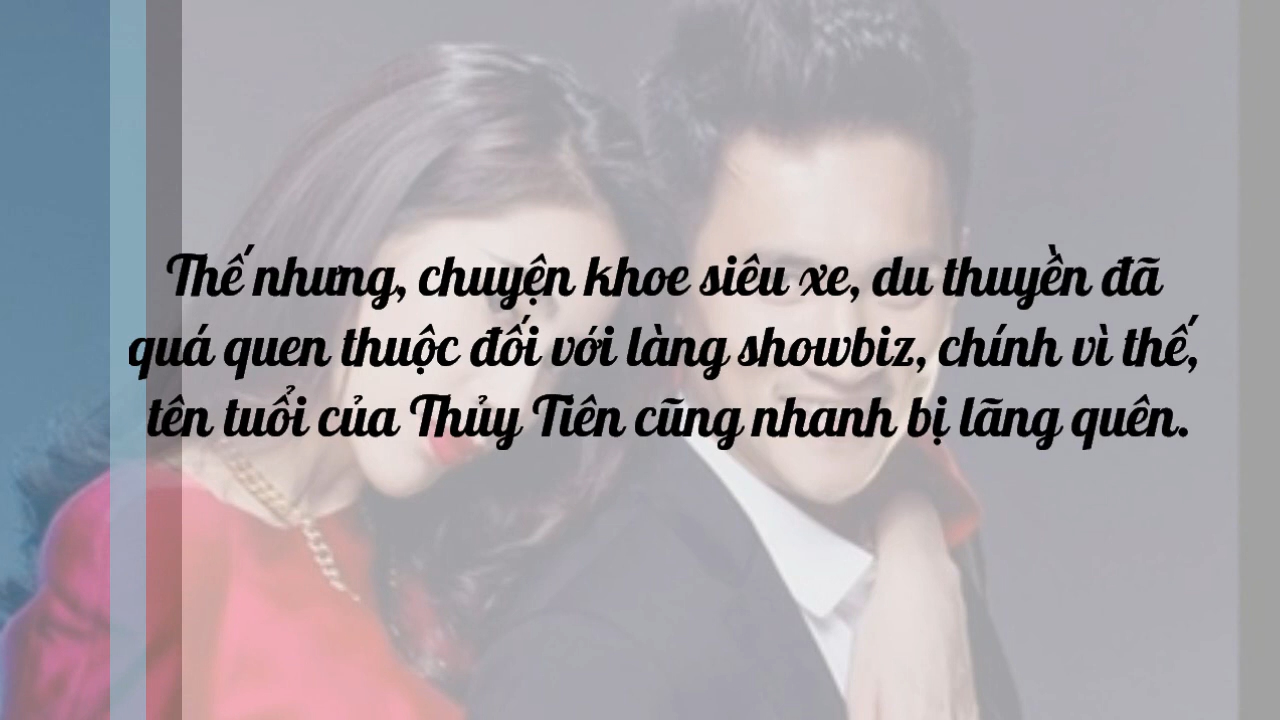 Thế nhưng, chuyện khoe siêu xe, du thuyền đã
quá quen thuộc đối với làng showbiz, chính vì thế,
tên tuổi của Thủy Tiên cũng nhanh bị lãng quên.